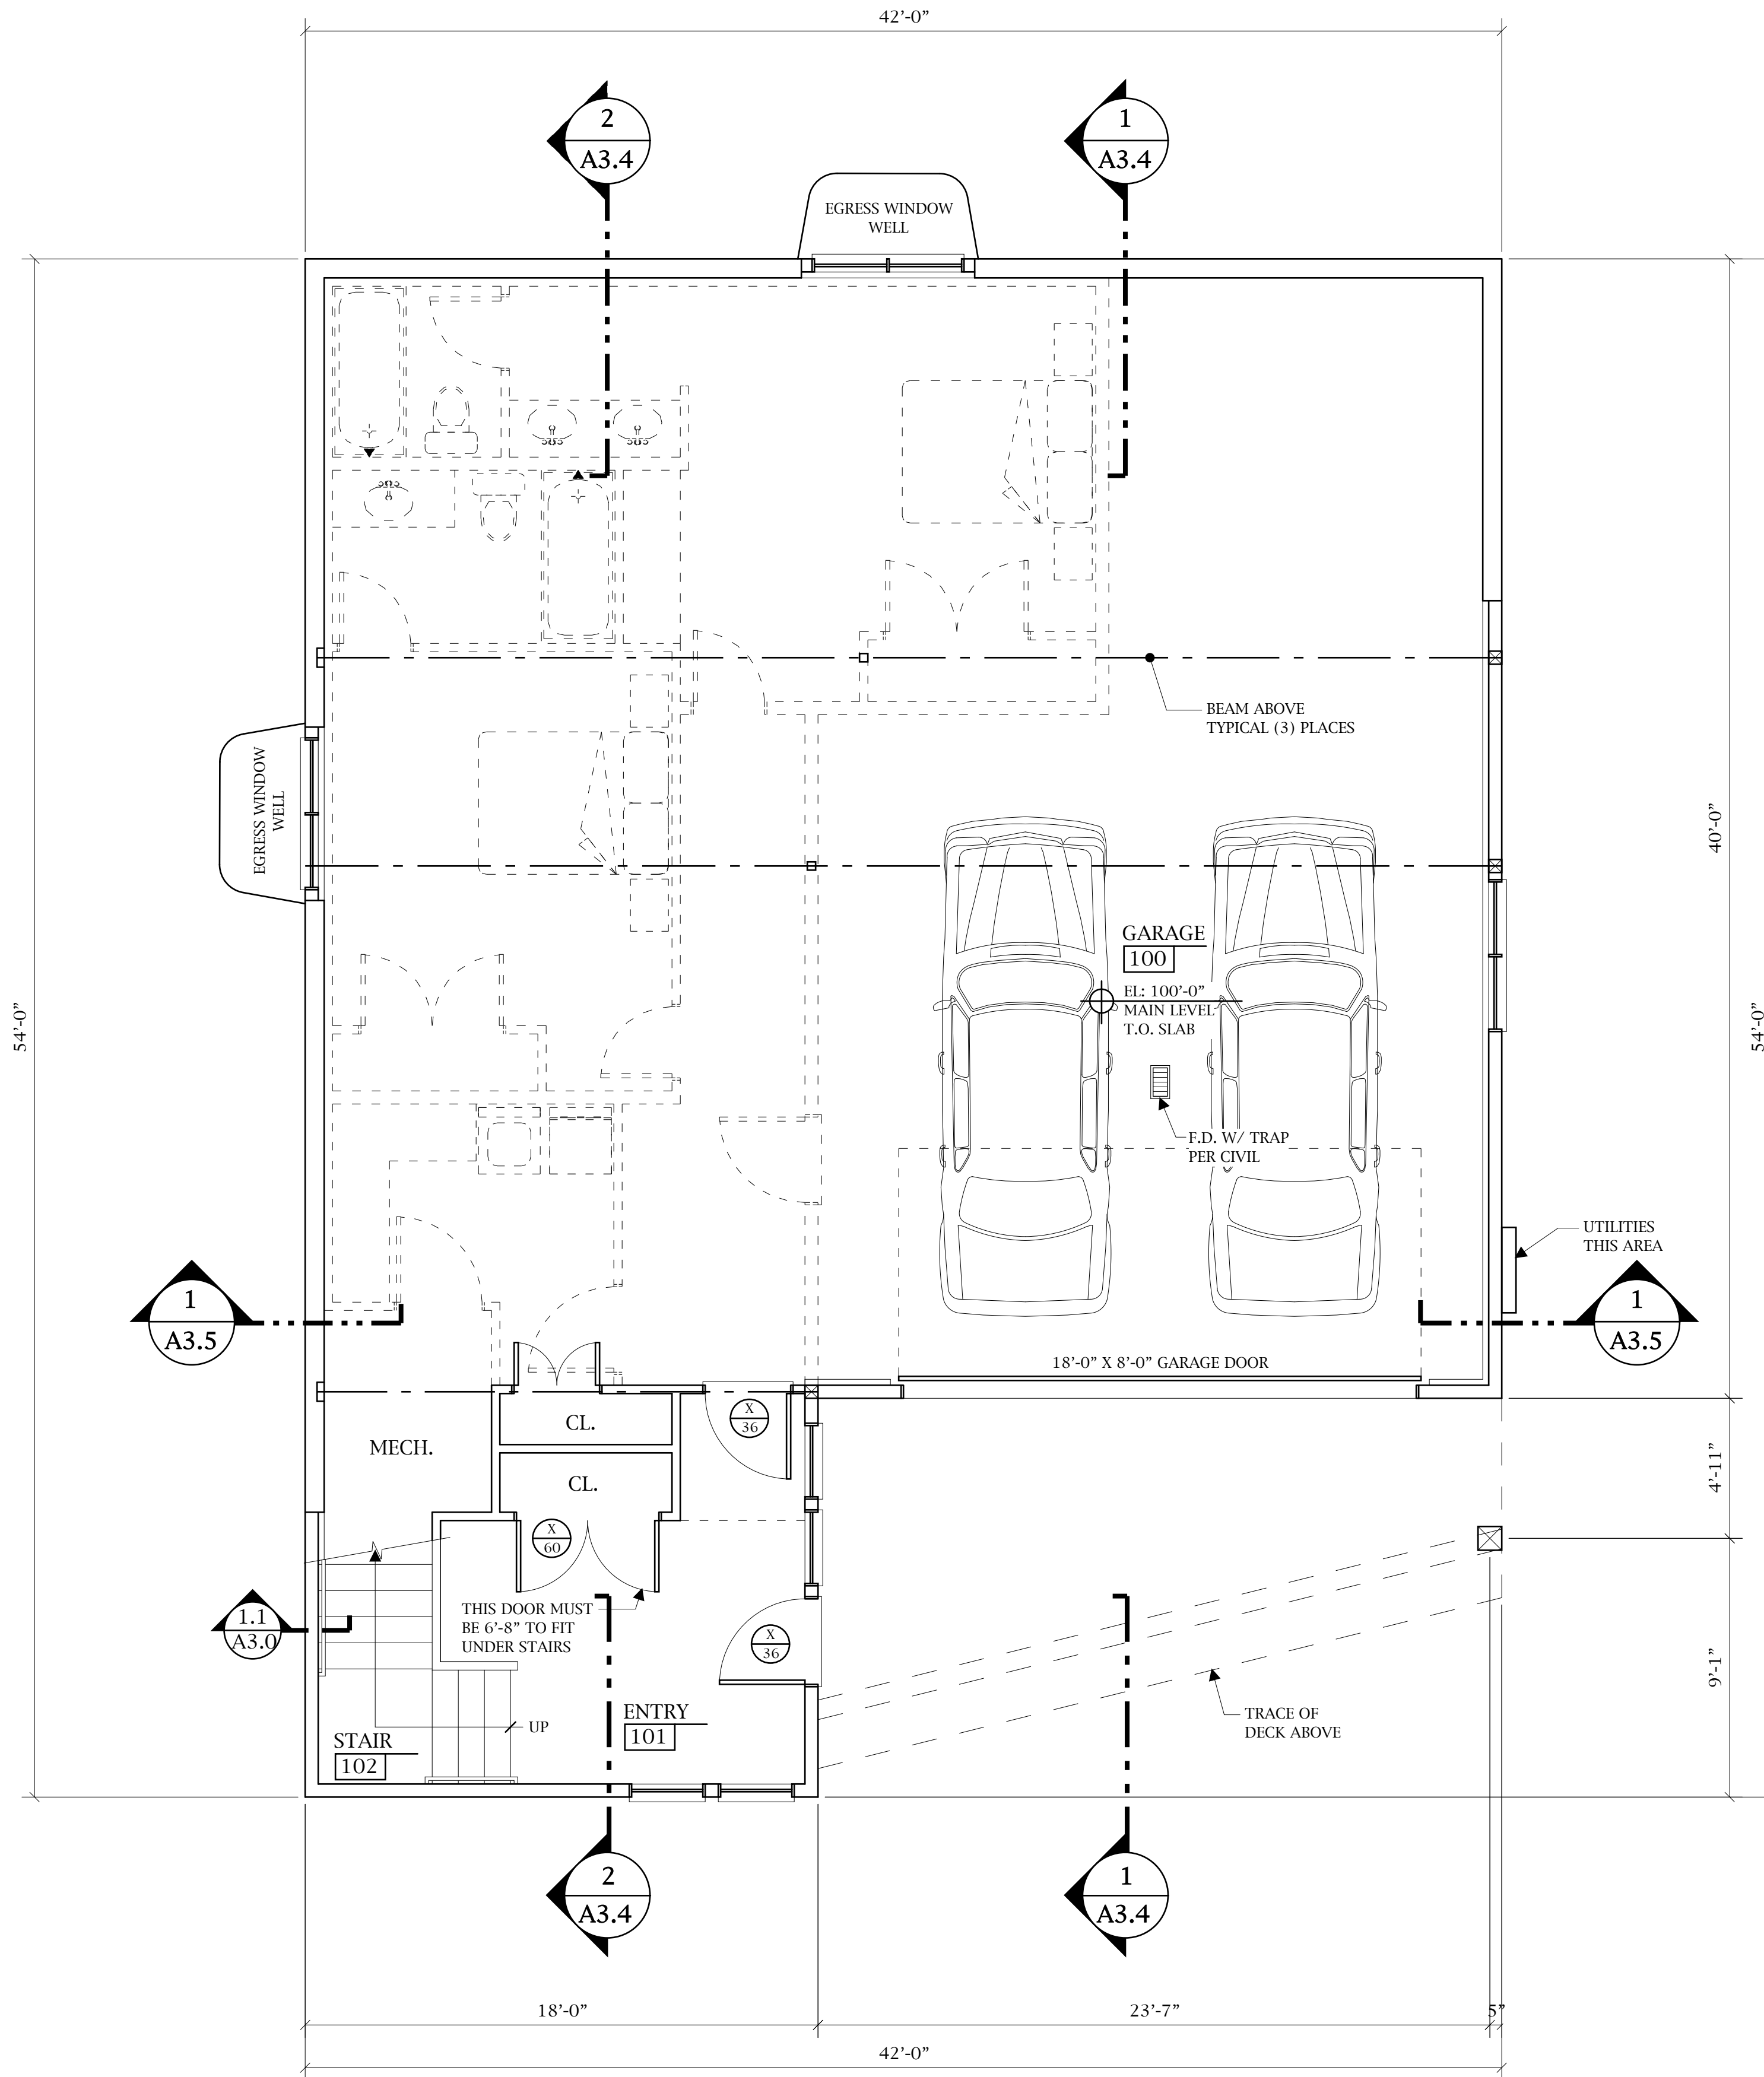 42’-0”
2
A3.4
1
A3.4
EGRESS WINDOW
WELL
BEAM ABOVE
TYPICAL (3) PLACES
EGRESS WINDOW
WELL
40’-0”
GARAGE
100
EL: 100’-0”
MAIN LEVEL
T.O. SLAB
54’-0”
54’-0”
F.D. W/ TRAP
PER CIVIL
UTILITIES
THIS AREA
1
A3.5
1
A3.5
18’-0” X 8’-0” GARAGE DOOR
X
36
CL.
MECH.
CL.
4’-11”
X
60
THIS DOOR MUST
BE 6’-8” TO FIT
UNDER STAIRS
1.1
A3.0
X
36
9’-1”
ENTRY
101
UP
STAIR
102
TRACE OF
DECK ABOVE
2
A3.4
1
A3.4
18’-0”
23’-7”
5”
42’-0”